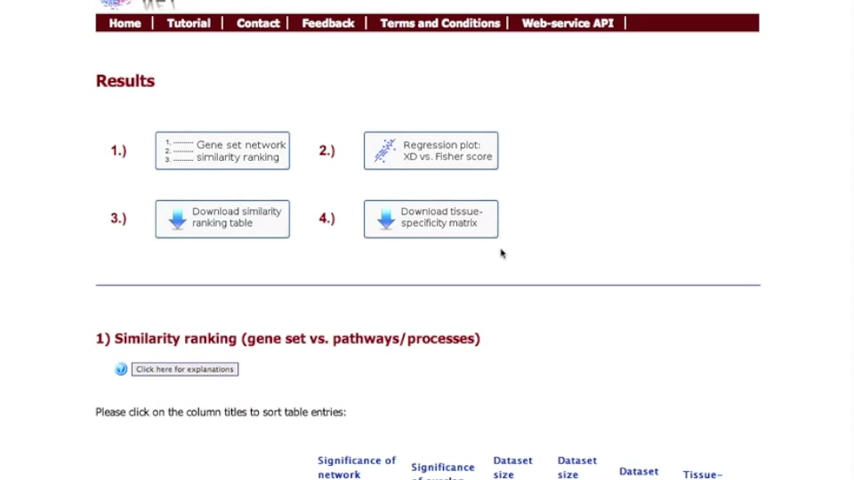 Home | Tutorial | Contact | Feedback | Terms and Conditions | Web-service API |
Results
1.)
1. Gene set network
2. similarity ranking
3.
2.)
Regression plot:
XD vs. Fisher score
3.)
Download similarity
ranking table
4.)
Download tissue-
specificity matrix
1) Similarity ranking (gene set vs. pathways/processes)
? Click here for explanations
Please click on the column titles to sort table entries:
Significance of
network
Significance
Dataset
size
Dataset
size
Dataset
Tissue-